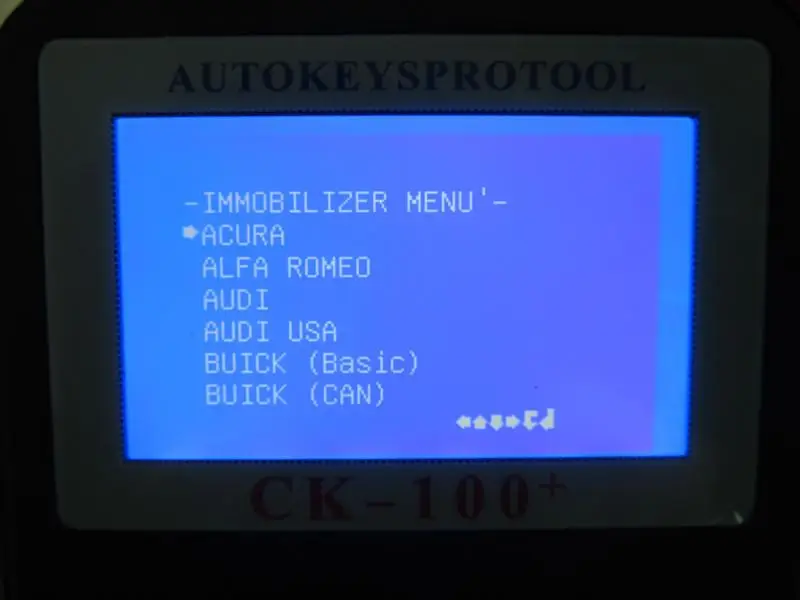 AUTOKEYSPROTOOL
-IMMOBILIZER MENU'-
ACURA
ALFA ROMEO
AUDI
AUDI USA
BUICK (Basic)
BUICK (CAN)
CK-100+